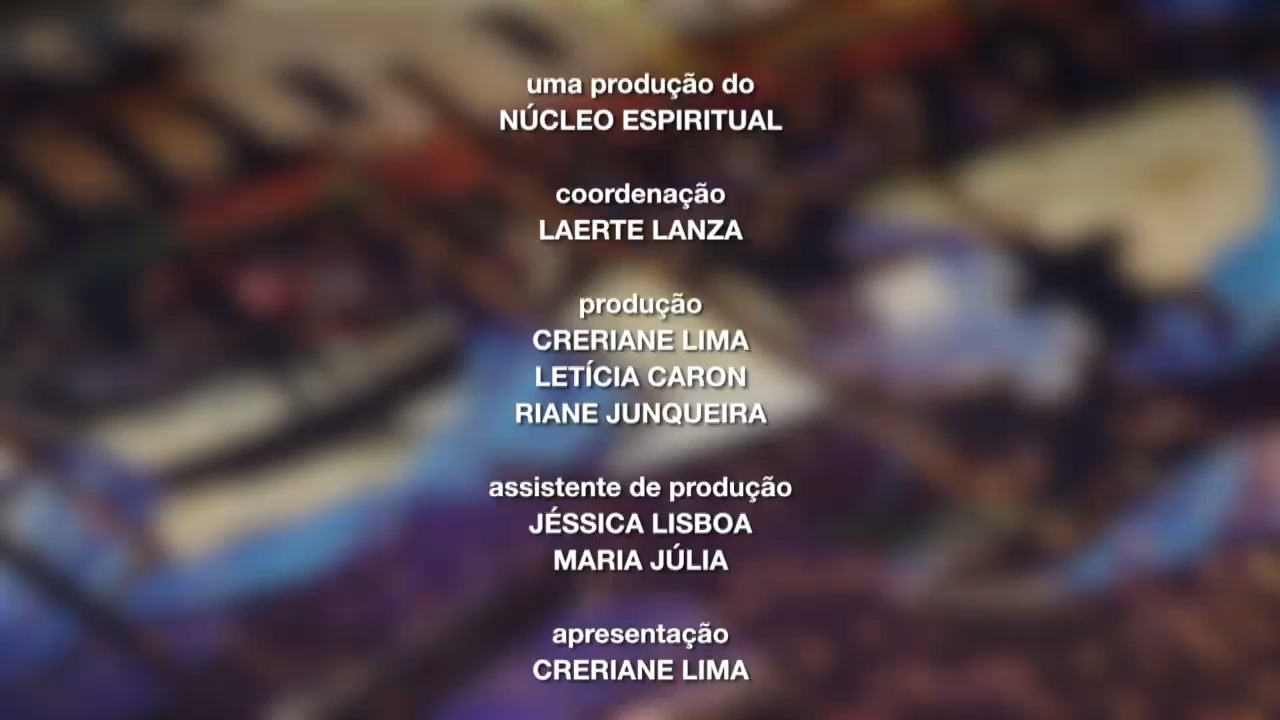 uma produção do
NÚCLEO ESPIRITUAL
coordenação
LAERTE LANZA
produção
CRERIANE LIMA
LETÍCIA CARON
RIANE JUNQUEIRA
assistente de produção
JÉSSICA LISBOA
MARIA JÚLIA
apresentação
CRERIANE LIMA